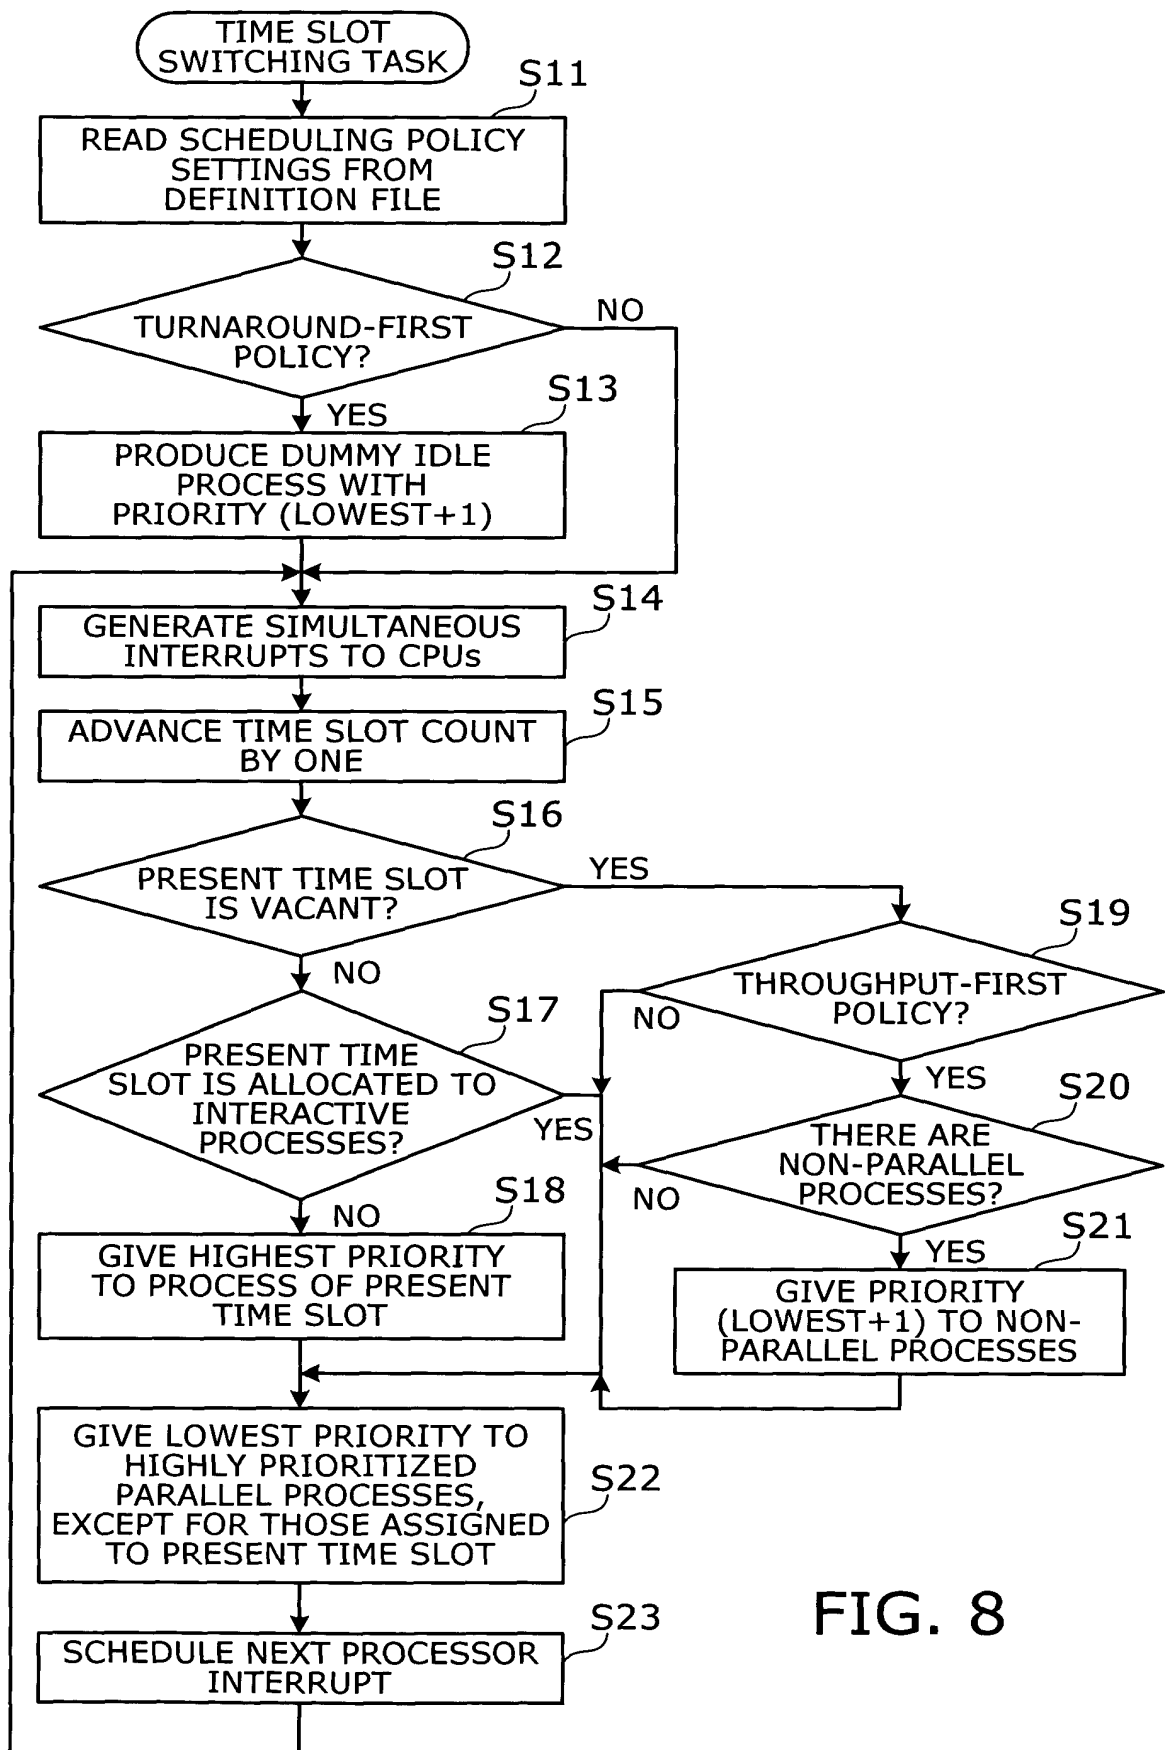 TIME SLOT
SWITCHING TASK
S11
READ SCHEDULING POLICY
SETTINGS FROM
DEFINITION FILE
S12
TURNAROUND-FIRST
POLICY?
NO
YES
S13
PRODUCE DUMMY IDLE
PROCESS WITH
PRIORITY (LOWEST+1)
S14
GENERATE SIMULTANEOUS
INTERRUPTS TO CPUs
S15
ADVANCE TIME SLOT COUNT
BY ONE
S16
PRESENT TIME SLOT
IS VACANT?
YES
NO
S17
PRESENT TIME
SLOT IS ALLOCATED TO
INTERACTIVE
PROCESSES?
YES
NO
S18
GIVE HIGHEST PRIORITY
TO PROCESS OF PRESENT
TIME SLOT
S19
THROUGHPUT-FIRST
POLICY?
NO
YES
S20
THERE ARE
NON-PARALLEL
PROCESSES?
NO
YES
S21
GIVE PRIORITY
(LOWEST+1) TO NON-
PARALLEL PROCESSES
S22
GIVE LOWEST PRIORITY TO
HIGHLY PRIORITIZED
PARALLEL PROCESSES,
EXCEPT FOR THOSE ASSIGNED
TO PRESENT TIME SLOT
S23
SCHEDULE NEXT PROCESSOR
INTERRUPT
FIG. 8